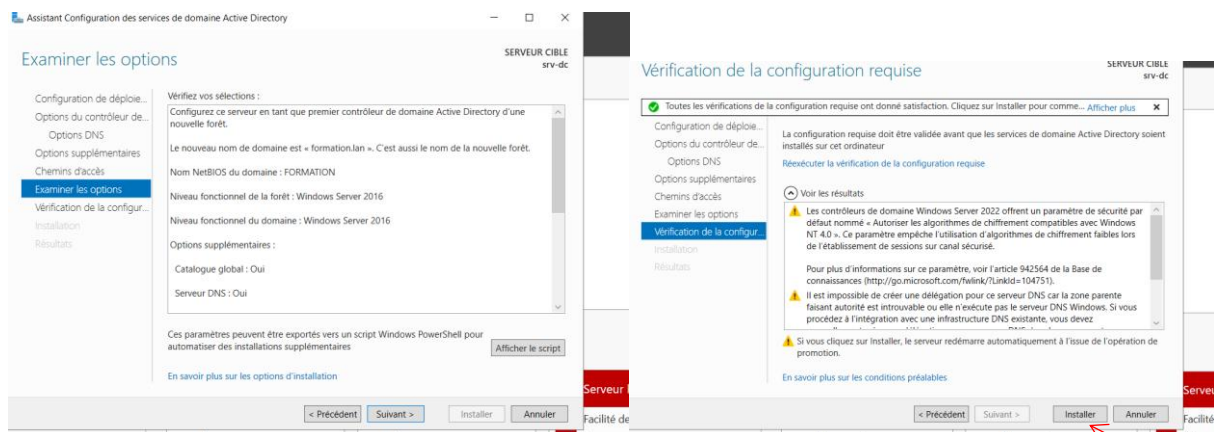 Assistant Configuration des services de domaine Active Directory
Examiner les options
SERVEUR CIBLE
srv-dc
Configuration de déploie...
Options du contrôleur de...
Options DNS
Options supplémentaires
Chemins d'accès
Examiner les options
Vérification de la configur...
Installation
Résultats
Vérifiez vos sélections :
Configurez ce serveur en tant que premier contrôleur de domaine Active Directory d'une
nouvelle forêt.
Le nouveau nom de domaine est « formation.lan ». C'est aussi le nom de la nouvelle forêt.
Nom NetBIOS du domaine : FORMATION
Niveau fonctionnel de la forêt : Windows Server 2016
Niveau fonctionnel du domaine : Windows Server 2016
Options supplémentaires :
Catalogue global : Oui
Serveur DNS : Oui
Ces paramètres peuvent être exportés vers un script Windows PowerShell pour
automatiser des installations supplémentaires
Afficher le script
En savoir plus sur les options d'installation
< Précédent
Suivant >
Installer
Annuler
Serveur
Facilité de
Vérification de la configuration requise
SERVEUR CIBLE
srv-dc
Toutes les vérifications de la configuration requise ont donné satisfaction. Cliquez sur Installer pour comme... Afficher plus
Configuration de déploie...
Options du contrôleur de...
Options DNS
Options supplémentaires
Chemins d'accès
Examiner les options
Vérification de la configur...
Installation
Résultats
La configuration requise doit être validée avant que les services de domaine Active Directory soient
installés sur cet ordinateur
Réexécuter la vérification de la configuration requise
Voir les résultats
Les contrôleurs de domaine Windows Server 2022 offrent un paramètre de sécurité par
défaut nommé « Autoriser les algorithmes de chiffrement compatibles avec Windows
NT 4.0 ». Ce paramètre empêche l'utilisation d'algorithmes de chiffrement faibles lors
de l'établissement de sessions sur canal sécurisé.
Pour plus d'informations sur ce paramètre, voir l'article 942564 de la Base de
connaissances (http://go.microsoft.com/fwlink/?LinkId=104751).
Il est impossible de créer une délégation pour ce serveur DNS car la zone parente
faisant autorité est introuvable ou elle n'exécute pas le serveur DNS Windows. Si vous
procédez à l'intégration avec une infrastructure DNS existante, vous devez
Si vous cliquez sur Installer, le serveur redémarre automatiquement à l'issue de l'opération de
promotion.
En savoir plus sur les conditions préalables
< Précédent
Suivant >
Installer
Annuler
Serveu
Facilité